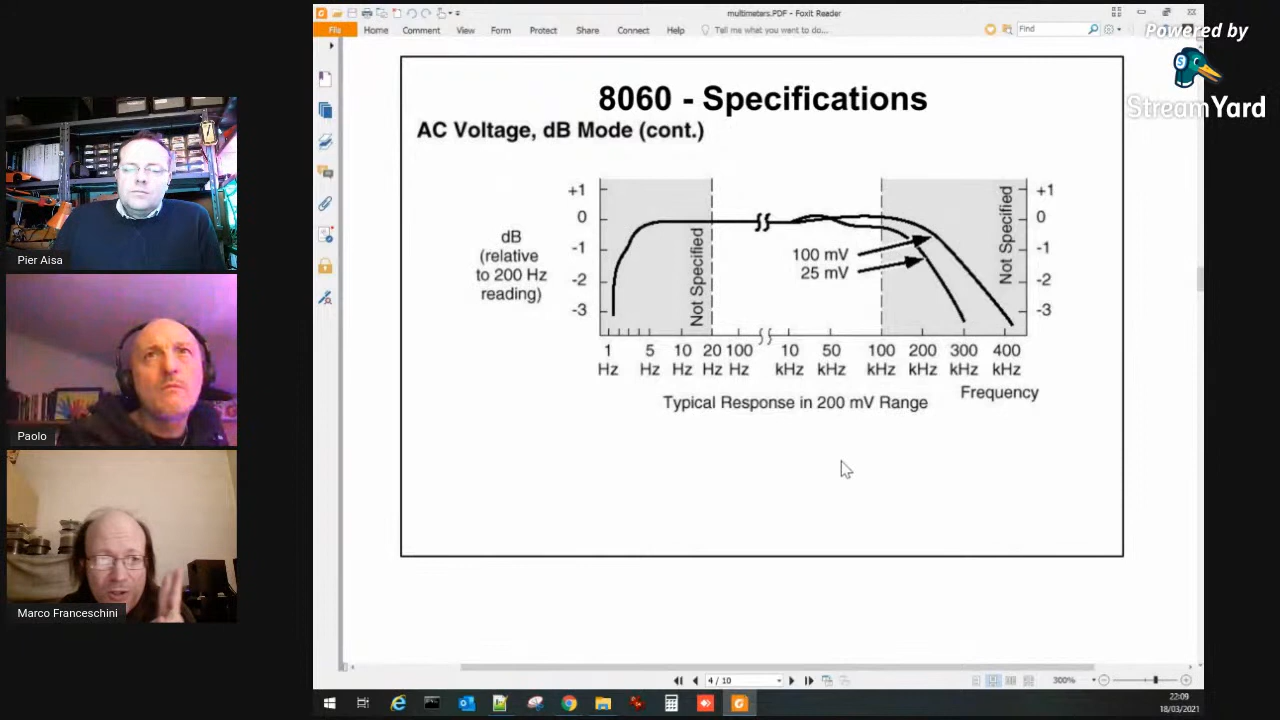 multimeters.PDF - Foxit Reader
File Home Comment View Form Protect Share Connect Help Tell me what you want to do... Find
Powered by
StreamYard
8060 - Specifications
AC Voltage, dB Mode (cont.)
+1
0
-1
-2
-3
dB
(relative
to 200 Hz
reading)
Not Specified
100 mV
25 mV
Not Specified
+1
0
-1
-2
-3
1 5 10 20 100 10 50 100 200 300 400
Hz Hz Hz Hz Hz kHz kHz kHz kHz kHz kHz
Frequency
Typical Response in 200 mV Range
Pier Aisa
Paolo
Marco Franceschini
4 / 10
300%
22:09
18/03/2021